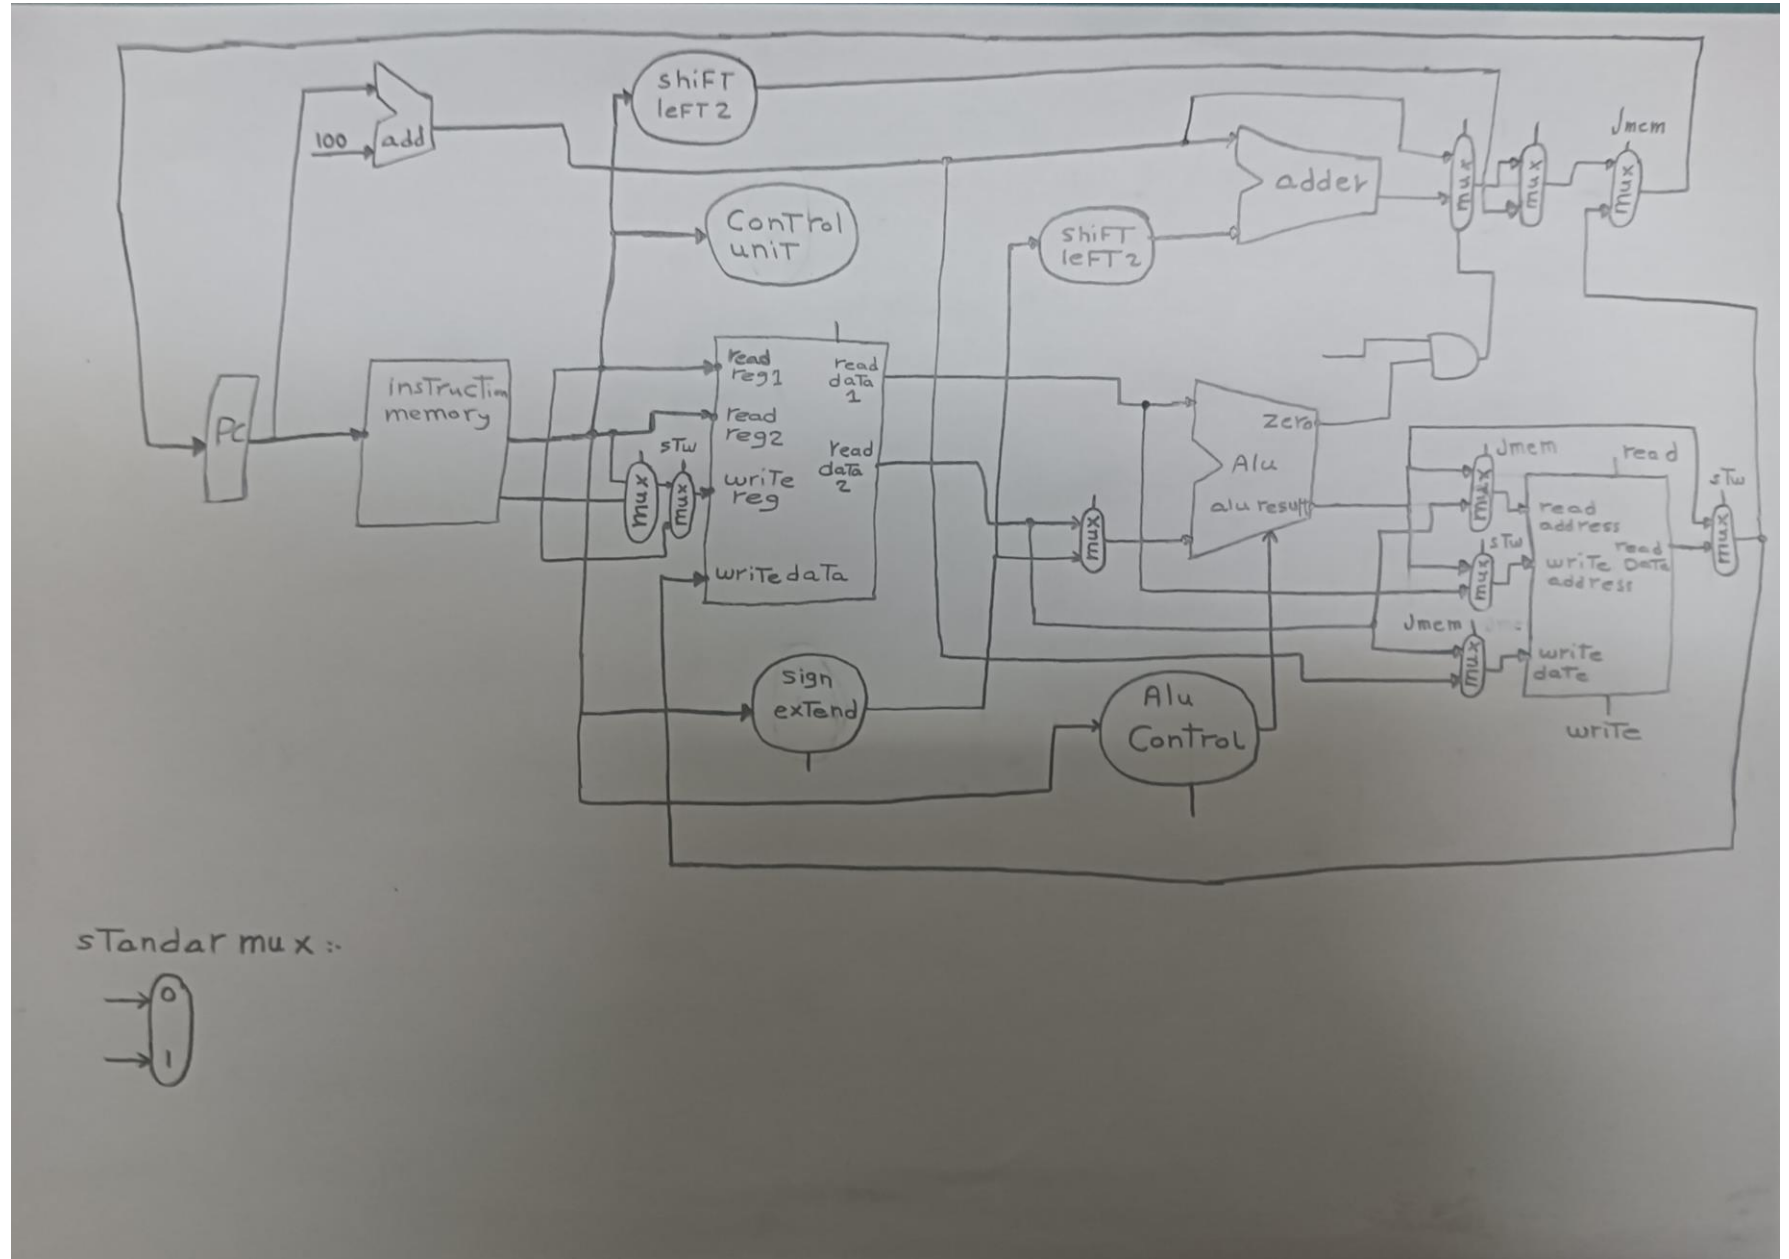 shiFT
leFT 2
100
add
Jmem
mux
mux
mux
adder
ConTrol
uniT
shiFT
leFT 2
PC
insTruction
memory
read
reg1
read
daTa
1
read
reg2
sTw
mux
mux
wriTe
reg
read
daTa
2
wriTe daTa
zero
Alu
alu result
mux
Jmem
read
sTw
mux
read
address
sTw
mux
read
DaTa
wriTe
address
mux
Jmem
mux
wriTe
daTe
wriTe
sign
exTend
Alu
ConTrol
sTandar mux :-
0
1